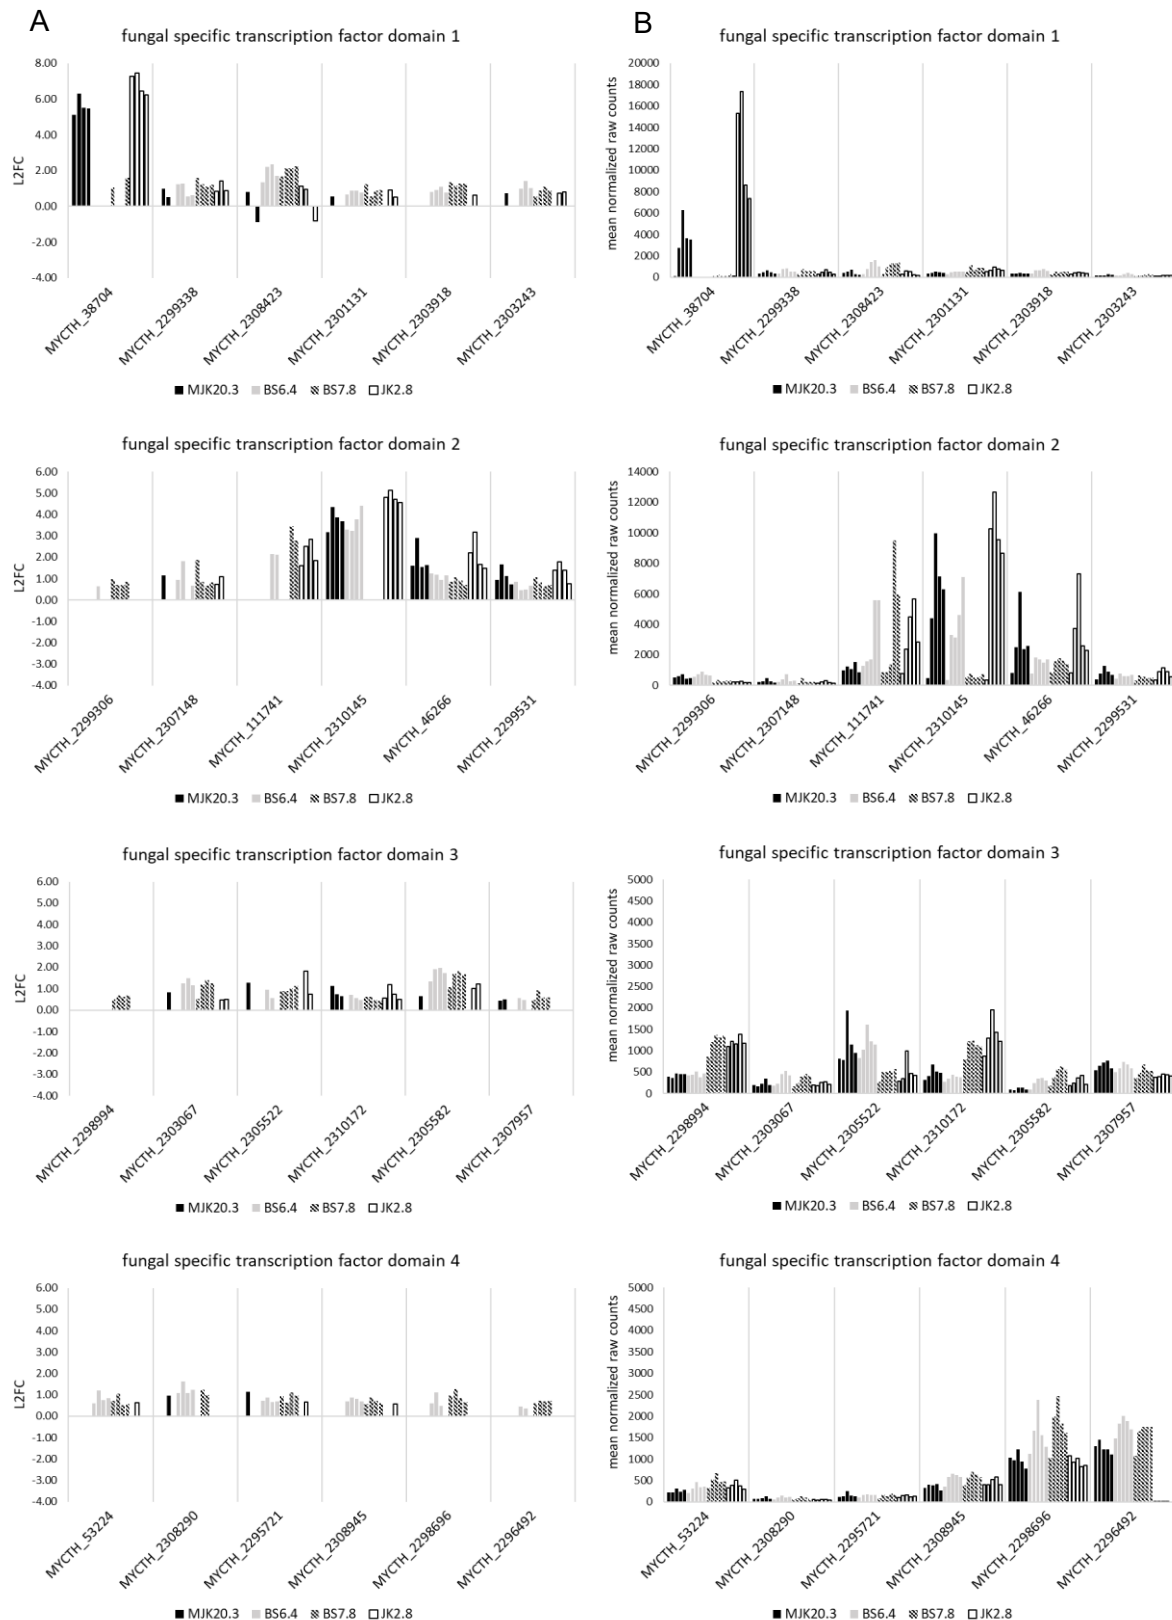 A
fungal specific transcription factor domain 1
8.00
6.00
4.00
2.00
0.00
-2.00
-4.00
L2FC
MYCTH_38704
MYCTH_2299338
MYCTH_2308423
MYCTH_2301131
MYCTH_2303918
MYCTH_2303243
MJK20.3 BS6.4 BS7.8 JK2.8
B
fungal specific transcription factor domain 1
20000
18000
16000
14000
12000
10000
8000
6000
4000
2000
0
mean normalized raw counts
MYCTH_38704
MYCTH_2299338
MYCTH_2308423
MYCTH_2301131
MYCTH_2303918
MYCTH_2303243
MJK20.3 BS6.4 BS7.8 JK2.8
fungal specific transcription factor domain 2
6.00
5.00
4.00
3.00
2.00
1.00
0.00
-1.00
-2.00
-3.00
-4.00
L2FC
MYCTH_2299306
MYCTH_2307148
MYCTH_111741
MYCTH_2310145
MYCTH_46266
MYCTH_2299531
MJK20.3 BS6.4 BS7.8 JK2.8
fungal specific transcription factor domain 2
14000
12000
10000
8000
6000
4000
2000
0
mean normalized raw counts
MYCTH_2299306
MYCTH_2307148
MYCTH_111741
MYCTH_2310145
MYCTH_46266
MYCTH_2299531
MJK20.3 BS6.4 BS7.8 JK2.8
fungal specific transcription factor domain 3
6.00
5.00
4.00
3.00
2.00
1.00
0.00
-1.00
-2.00
-3.00
-4.00
L2FC
MYCTH_2298994
MYCTH_2303067
MYCTH_2305522
MYCTH_2310172
MYCTH_2305582
MYCTH_2307957
MJK20.3 BS6.4 BS7.8 JK2.8
fungal specific transcription factor domain 3
5000
4500
4000
3500
3000
2500
2000
1500
1000
500
0
mean normalized raw counts
MYCTH_2298994
MYCTH_2303067
MYCTH_2305522
MYCTH_2310172
MYCTH_2305582
MYCTH_2307957
MJK20.3 BS6.4 BS7.8 JK2.8
fungal specific transcription factor domain 4
6.00
5.00
4.00
3.00
2.00
1.00
0.00
-1.00
-2.00
-3.00
-4.00
L2FC
MYCTH_53224
MYCTH_2308290
MYCTH_2295721
MYCTH_2308945
MYCTH_2298696
MYCTH_2296492
MJK20.3 BS6.4 BS7.8 JK2.8
fungal specific transcription factor domain 4
5000
4500
4000
3500
3000
2500
2000
1500
1000
500
0
mean normalized raw counts
MYCTH_53224
MYCTH_2308290
MYCTH_2295721
MYCTH_2308945
MYCTH_2298696
MYCTH_2296492
MJK20.3 BS6.4 BS7.8 JK2.8